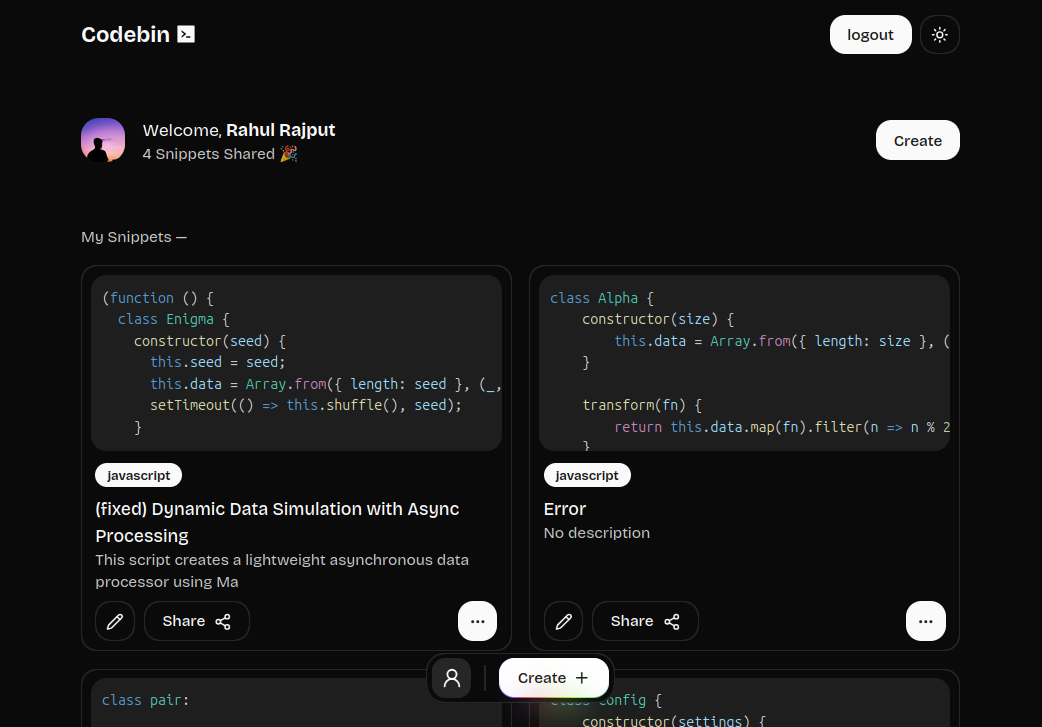 Codebin
logout
Welcome, Rahul Rajput
4 Snippets Shared 🎉
Create
My Snippets —
(function () {
class Enigma {
constructor(seed) {
this.seed = seed;
this.data = Array.from({ length: seed }, (_,
setTimeout(() => this.shuffle(), seed);
}
javascript
(fixed) Dynamic Data Simulation with Async
Processing
This script creates a lightweight asynchronous data
processor using Ma
Share
class Alpha {
constructor(size) {
this.data = Array.from({ length: size }, (
}
transform(fn) {
return this.data.map(fn).filter(n => n % 2
}
javascript
Error
No description
Share
class pair:
Create
class Config {
constructor(settings) {